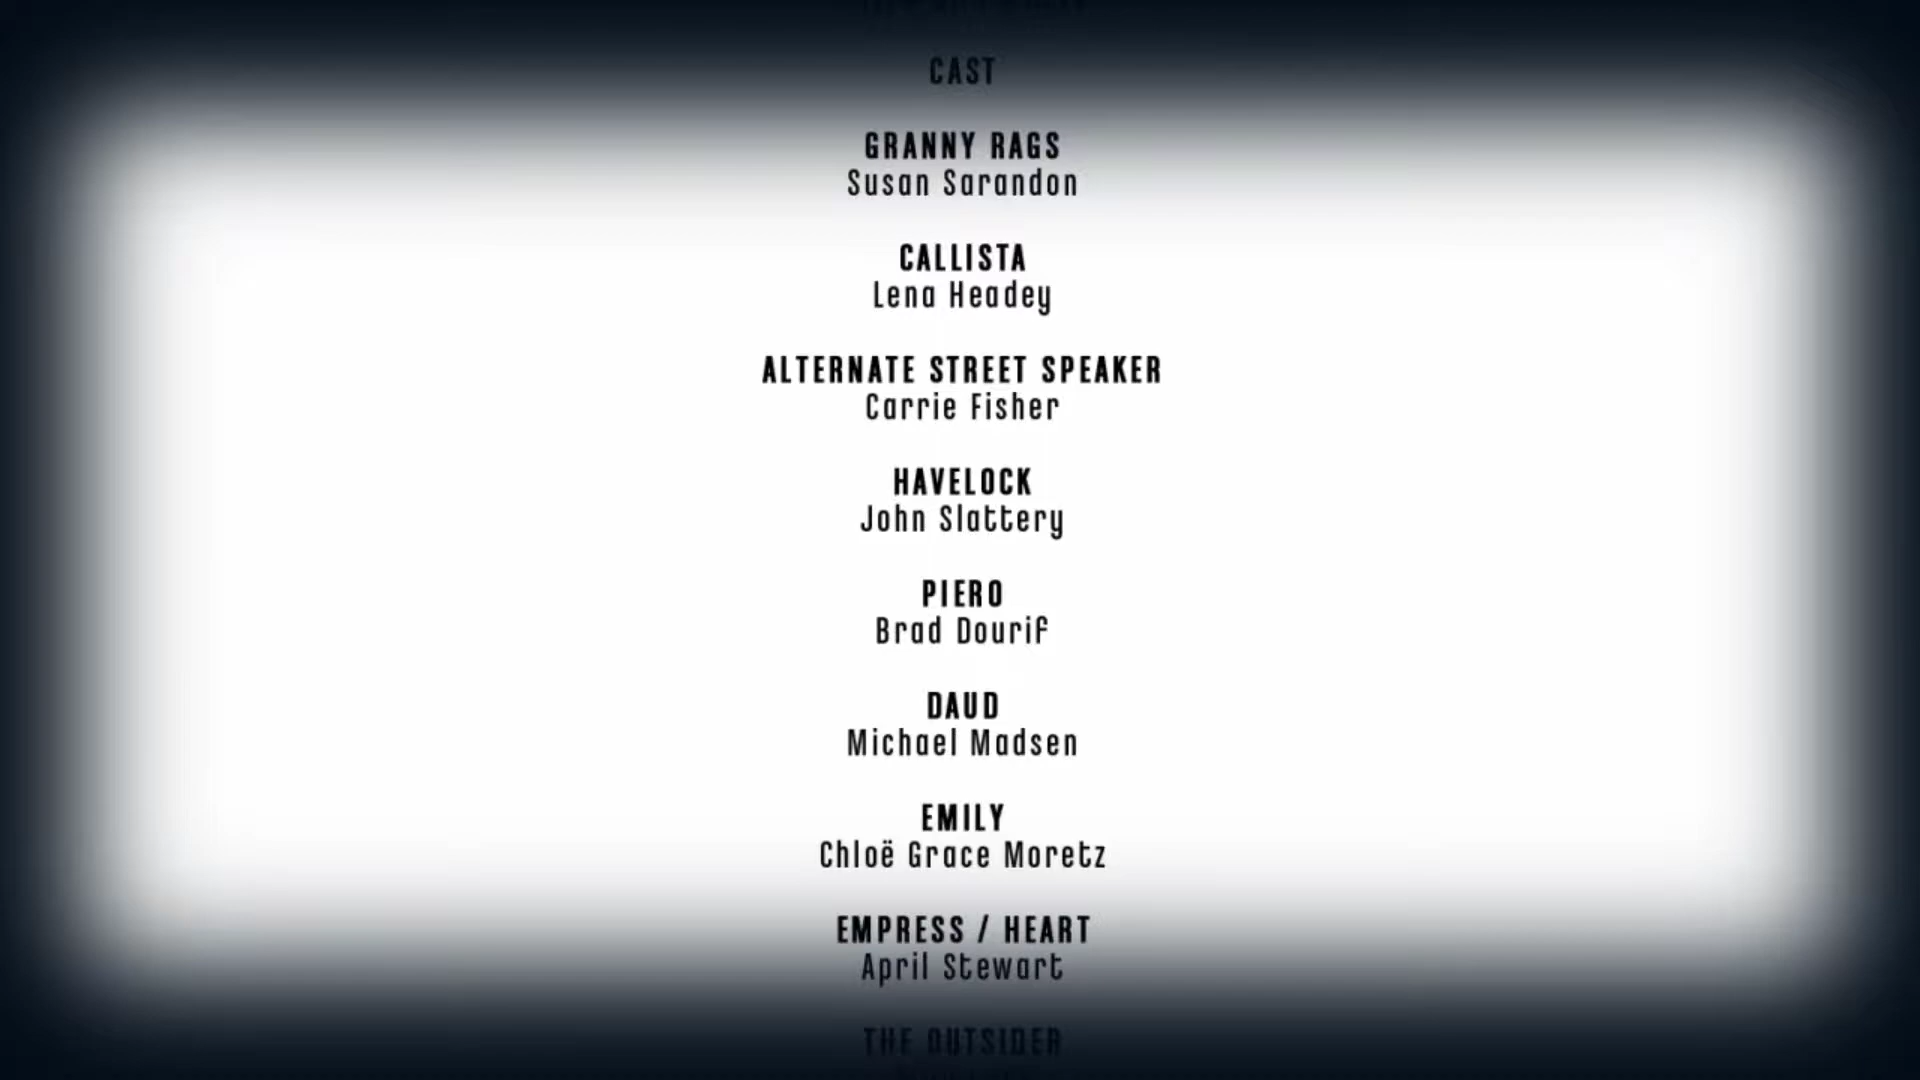 CAST
GRANNY RAGS
Susan Sarandon
CALLISTA
Lena Headey
ALTERNATE STREET SPEAKER
Carrie Fisher
HAVELOCK
John Slattery
PIERO
Brad Dourif
DAUD
Michael Madsen
EMILY
Chloë Grace Moretz
EMPRESS / HEART
April Stewart
THE OUTSIDER